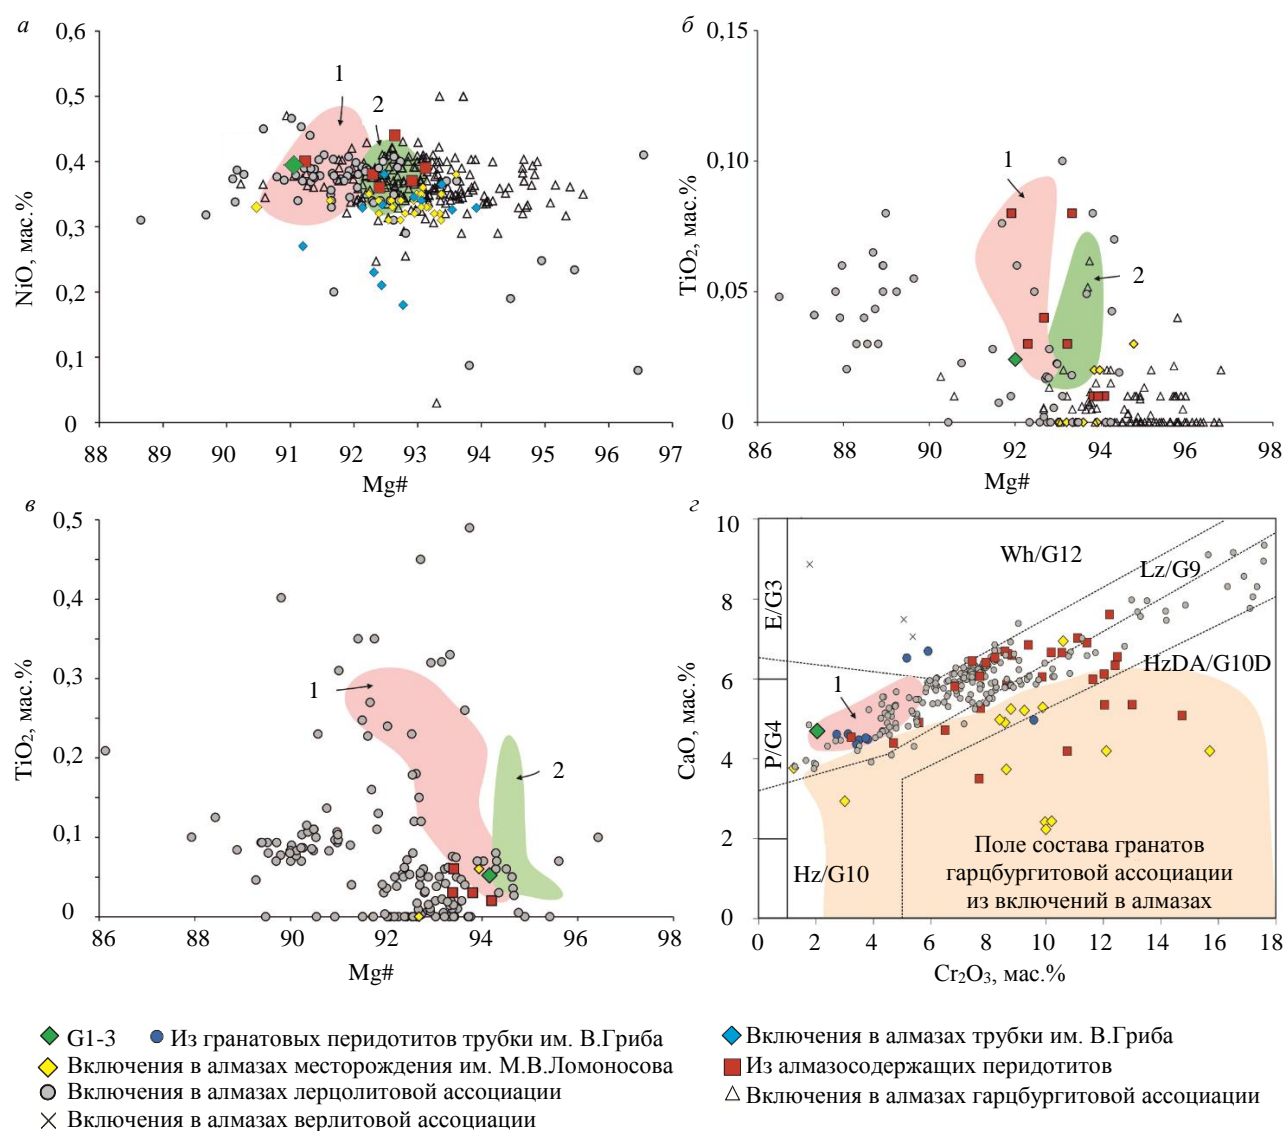 а
0,6
0,5
0,4
0,3
0,2
0,1
0
NiO, мас.%
1
2
88 89 90 91 92 93 94 95 96 97
Mg#
б
0,15
0,10
0,05
0
TiO₂, мас.%
1
2
86 88 90 92 94 96 98
Mg#
в
0,5
0,4
0,3
0,2
0,1
0
TiO₂, мас.%
1
2
86 90 92 94 96 98
Mg#
г
10
8
6
4
2
0
CaO, мас.%
E/G3
P/G4
Wh/G12
Lz/G9
HzDA/G10D
1
Hz/G10
Поле состава гранатов
гарцбургитовой ассоциации
из включений в алмазах
0 2 4 6 8 10 12 14 16 18
Cr₂O₃, мас.%
G1-3
Из гранатовых перидотитов трубки им. В.Гриба
Включения в алмазах месторождения им. М.В.Ломоносова
Включения в алмазах лерцолитовой ассоциации
Включения в алмазах верлитовой ассоциации
Включения в алмазах трубки им. В.Гриба
Из алмазосодержащих перидотитов
Включения в алмазах гарцбургитовой ассоциации